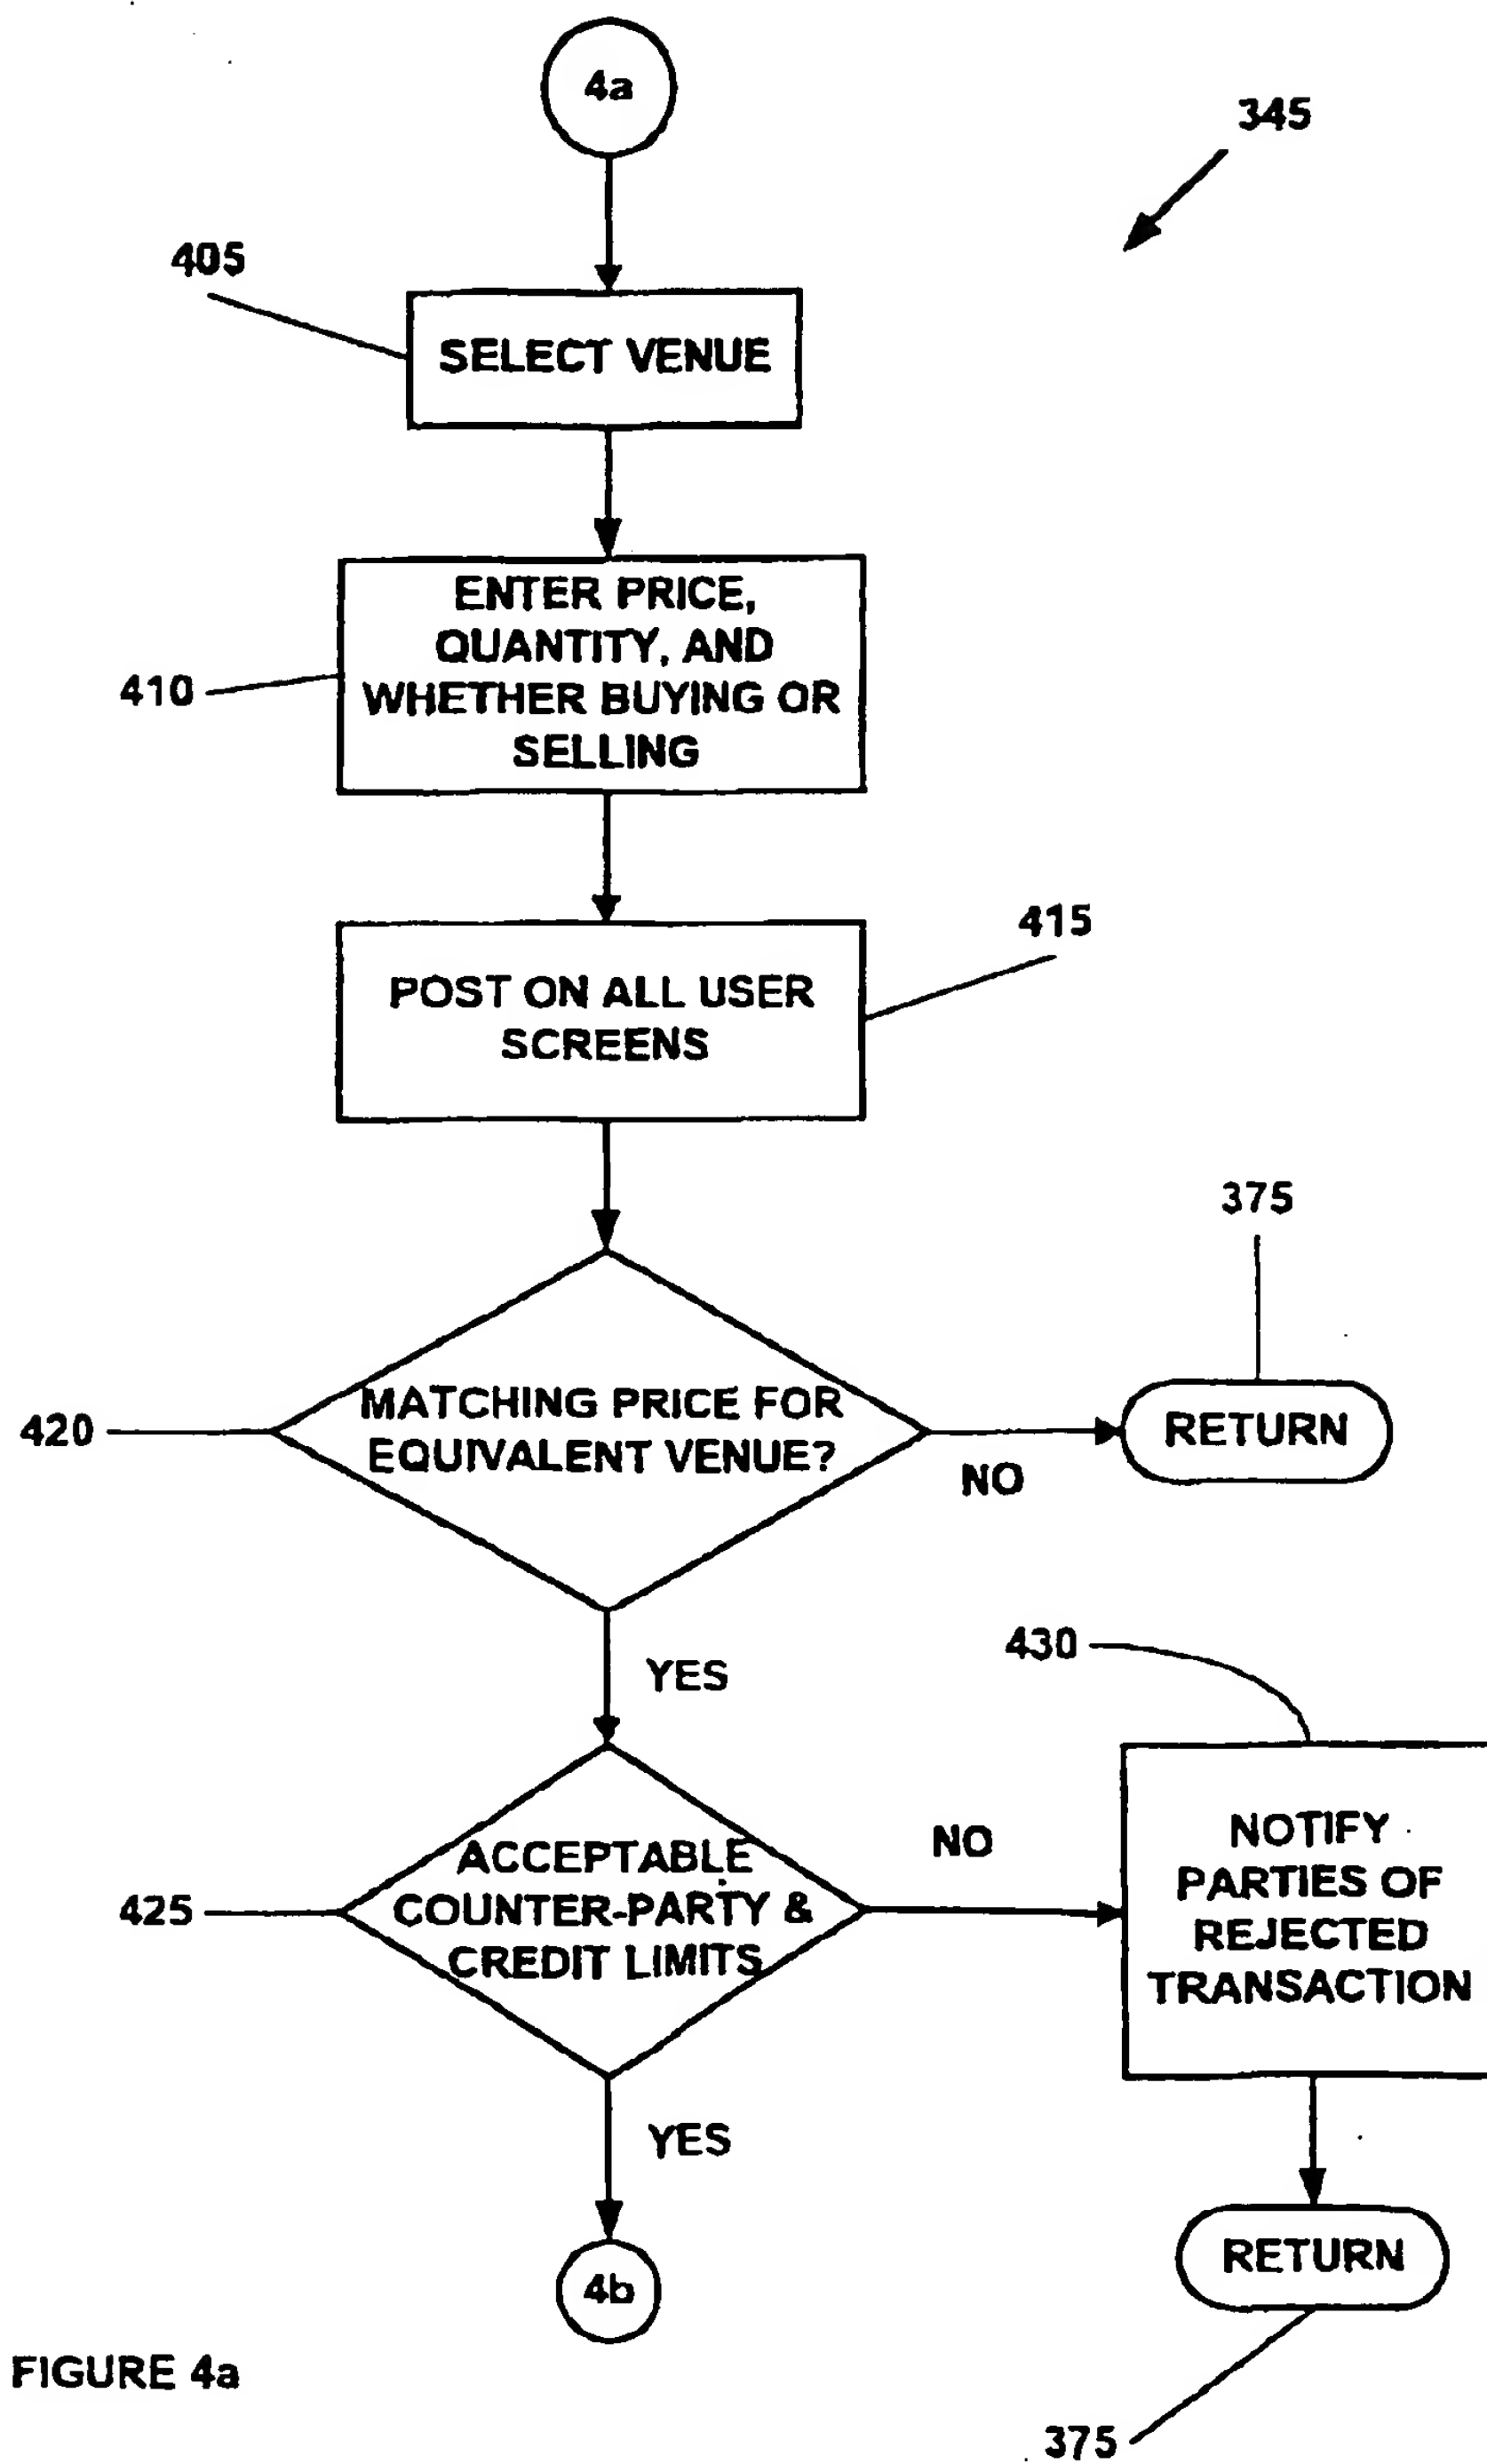 4a
345
405
SELECT VENUE
ENTER PRICE,
QUANTITY, AND
WHETHER BUYING OR
SELLING
410
415
POST ON ALL USER
SCREENS
375
MATCHING PRICE FOR
EQUIVALENT VENUE?
420
RETURN
NO
YES
430
ACCEPTABLE
COUNTER-PARTY &
CREDIT LIMITS
425
NO
NOTIFY
PARTIES OF
REJECTED
TRANSACTION
YES
4b
RETURN
FIGURE 4a
375